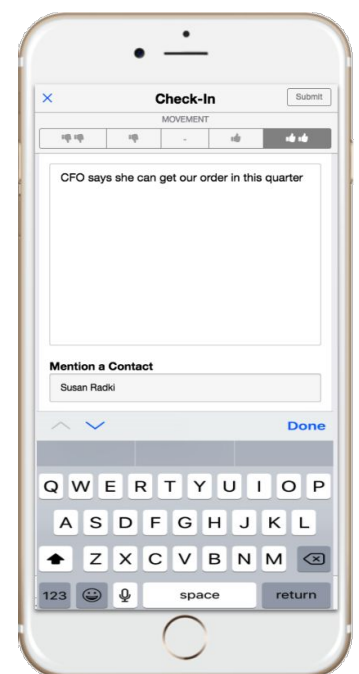 Check-In
Submit
MOVEMENT
-
CFO says she can get our order in this quarter
Mention a Contact
Susan Radki
Done
Q W E R T Y U I O P
A S D F G H J K L
Z X C V B N M
123 space return